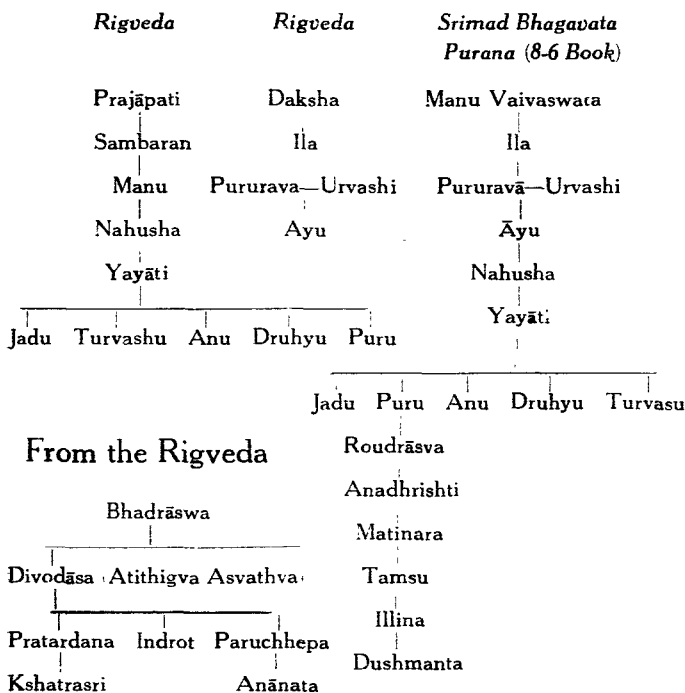 Rigveda Rigveda Srimad Bhagavata
Purana (8-6 Book)
Prajāpati Daksha Manu Vaivaswata
Sambaran Ila Ila
Manu Pururava—Urvashi Pururavā—Urvashi
Nahusha Ayu Āyu
Yayāti Nahusha
Yayāti
Jadu Turvashu Anu Druhyu Puru
Jadu Puru Anu Druhyu Turvasu
From the Rigveda
Roudrāsva
Anadhrishti
Bhadrāswa
Matinara
Divodāsa Atithigva Asvathva
Tamsu
Illina
Pratardana Indrot Paruchhepa
Dushmanta
Kshatrasri Anānata